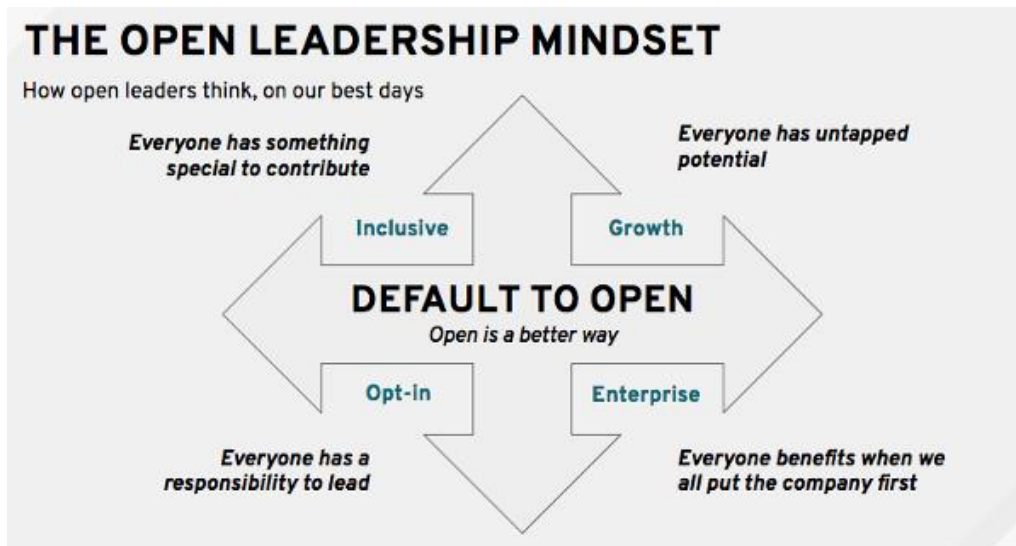 THE OPEN LEADERSHIP MINDSET
How open leaders think, on our best days
Everyone has something
special to contribute
Everyone has untapped
potential
Inclusive
Growth
DEFAULT TO OPEN
Open is a better way
Opt-in
Enterprise
Everyone has a
responsibility to lead
Everyone benefits when we
all put the company first